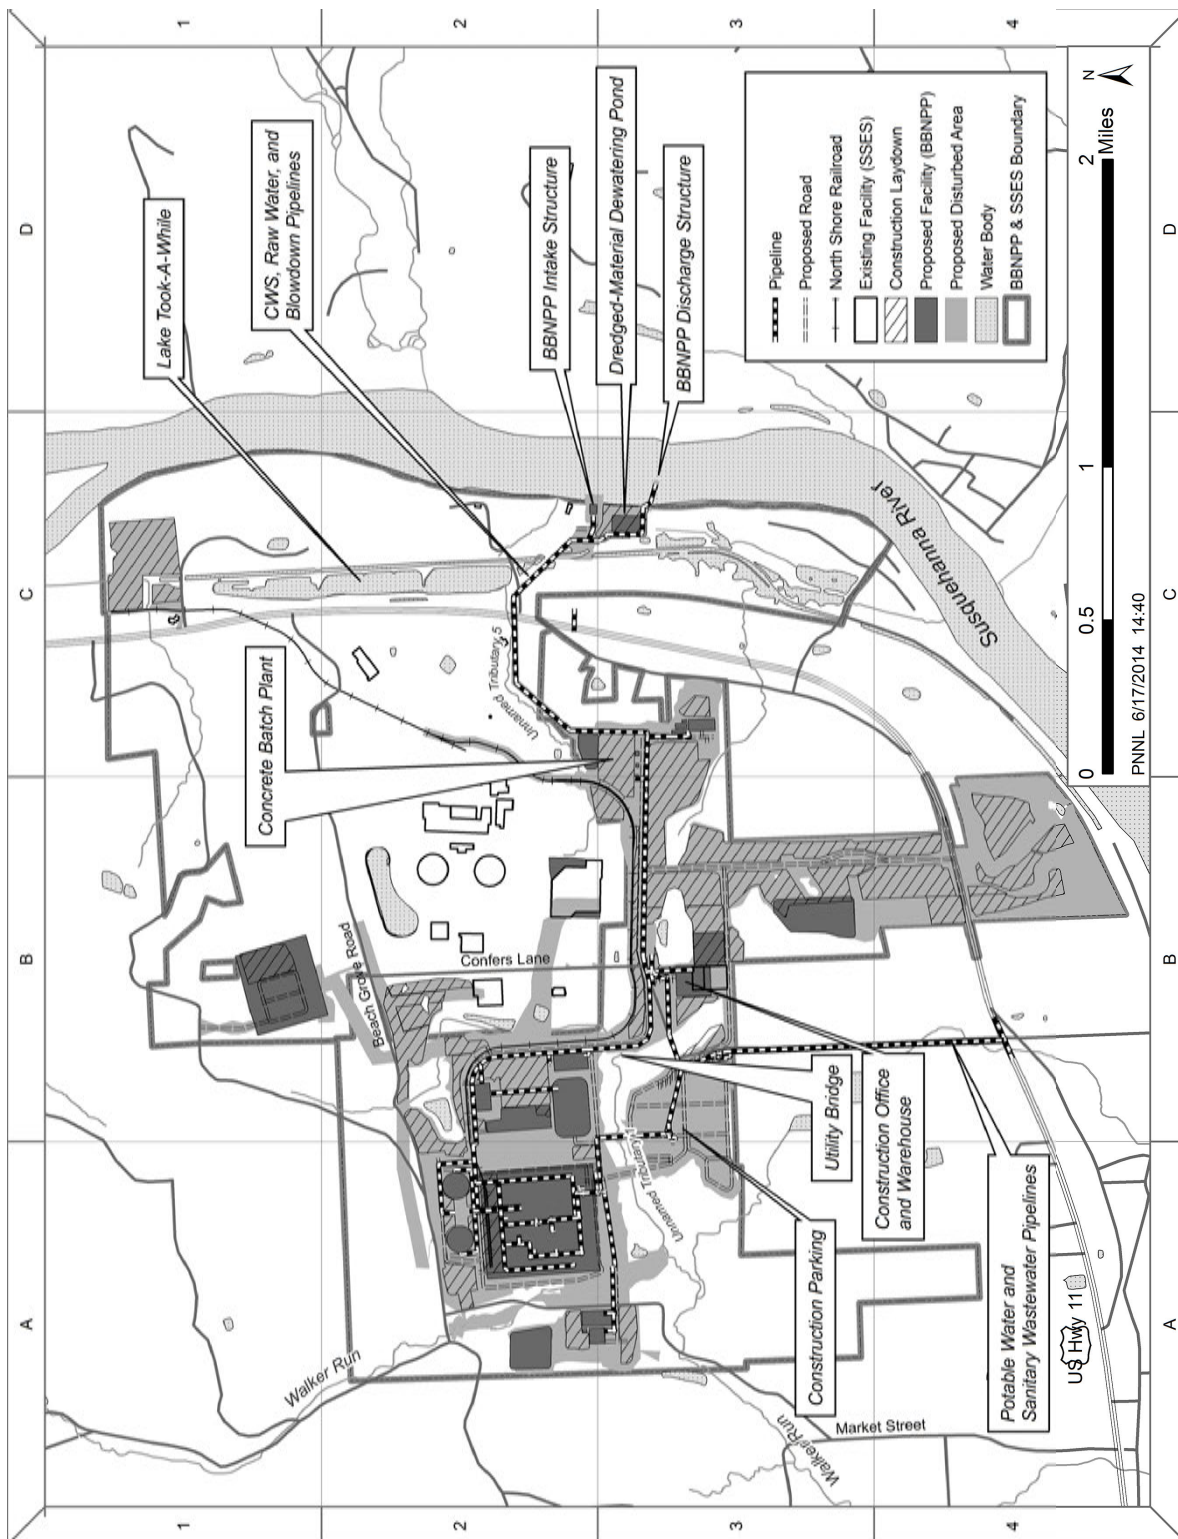 A
B
C
D
1
2
3
4
Lake Took-A-While
CWS, Raw Water, and
Blowdown Pipelines
Concrete Batch Plant
BBNPP Intake Structure
Dredged-Material Dewatering Pond
BBNPP Discharge Structure
Beach Grove Road
Confers Lane
Unnamed Tributary 5
Unnamed Tributary 1
Walker Run
Walker Run
Market Street
US Hwy 11
Susquehanna River
Utility Bridge
Construction Office
and Warehouse
Construction Parking
Potable Water and
Sanitary Wastewater Pipelines
Pipeline
Proposed Road
North Shore Railroad
Existing Facility (SSES)
Construction Laydown
Proposed Facility (BBNPP)
Proposed Disturbed Area
Water Body
BBNPP & SSES Boundary
N
0
0.5
1
2
Miles
PNNL 6/17/2014 14:40
1
2
3
4
A
B
C
D